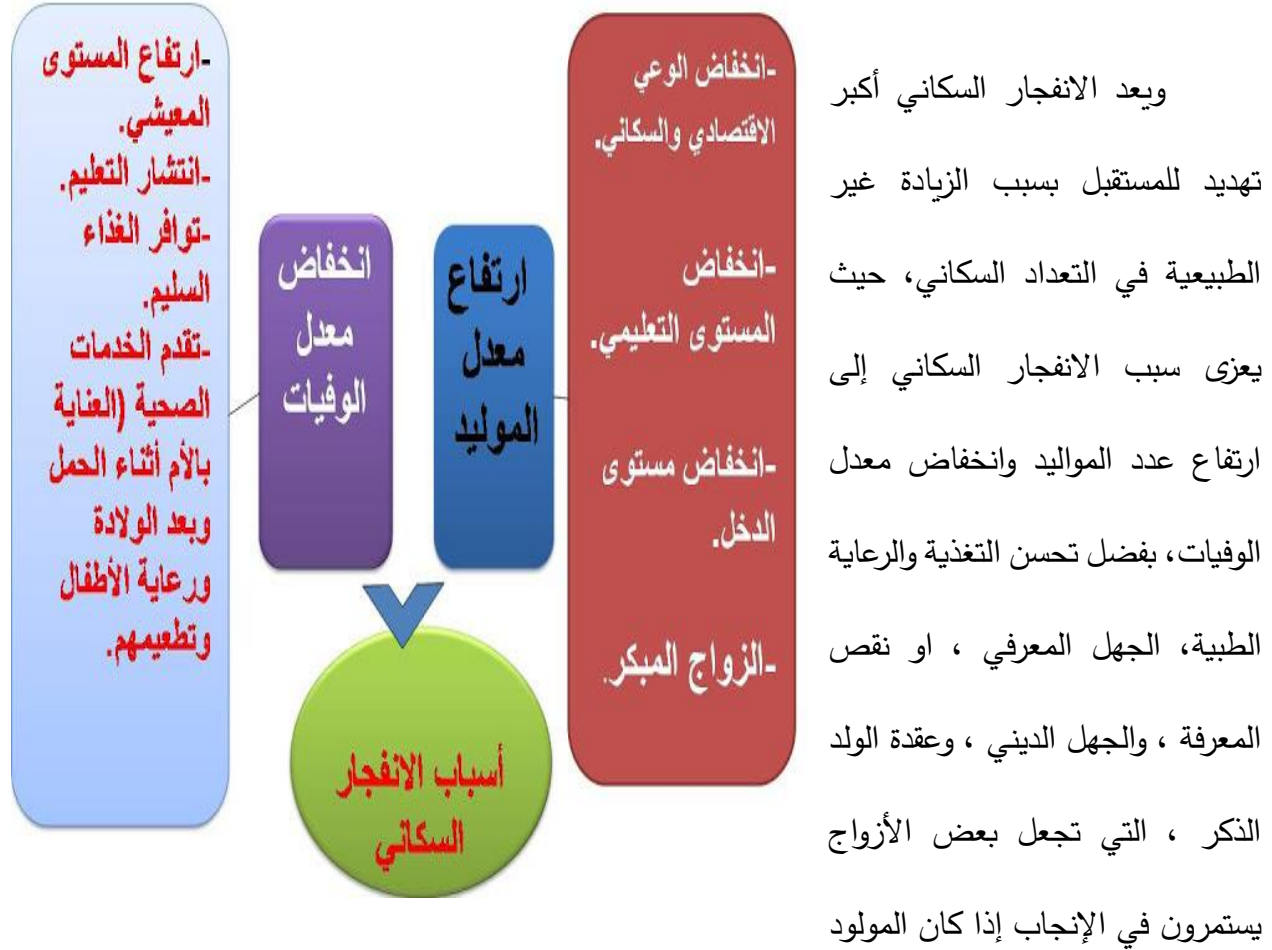 ويعد الانفجار السكاني أكبر
تهديد للمستقبل بسبب الزيادة غير
الطبيعية في التعداد السكاني، حيث
يعزى سبب الانفجار السكاني إلى
ارتفاع عدد المواليد وانخفاض معدل
الوفيات، بفضل تحسن التغذية والرعاية
الطبية، الجهل المعرفي ، او نقص
المعرفة ، والجهل الديني ، وعقدة الولد
الذكر ، التي تجعل بعض الأزواج
يستمرون في الإنجاب إذا كان المولود
-انخفاض الوعي
الاقتصادي والسكاني.
-انخفاض
المستوى التعليمي.
-انخفاض مستوى
الدخل.
-الزواج المبكر.
ارتفاع
معدل
الموليد
انخفاض
معدل
الوفيات
-ارتفاع المستوى
المعيشي.
-انتشار التعليم.
-توافر الغذاء
السليم.
-تقدم الخدمات
الصحية (العناية
بالأم أثناء الحمل
وبعد الولادة
ورعاية الأطفال
وتطعيمهم.
أسباب الانفجار
السكاني